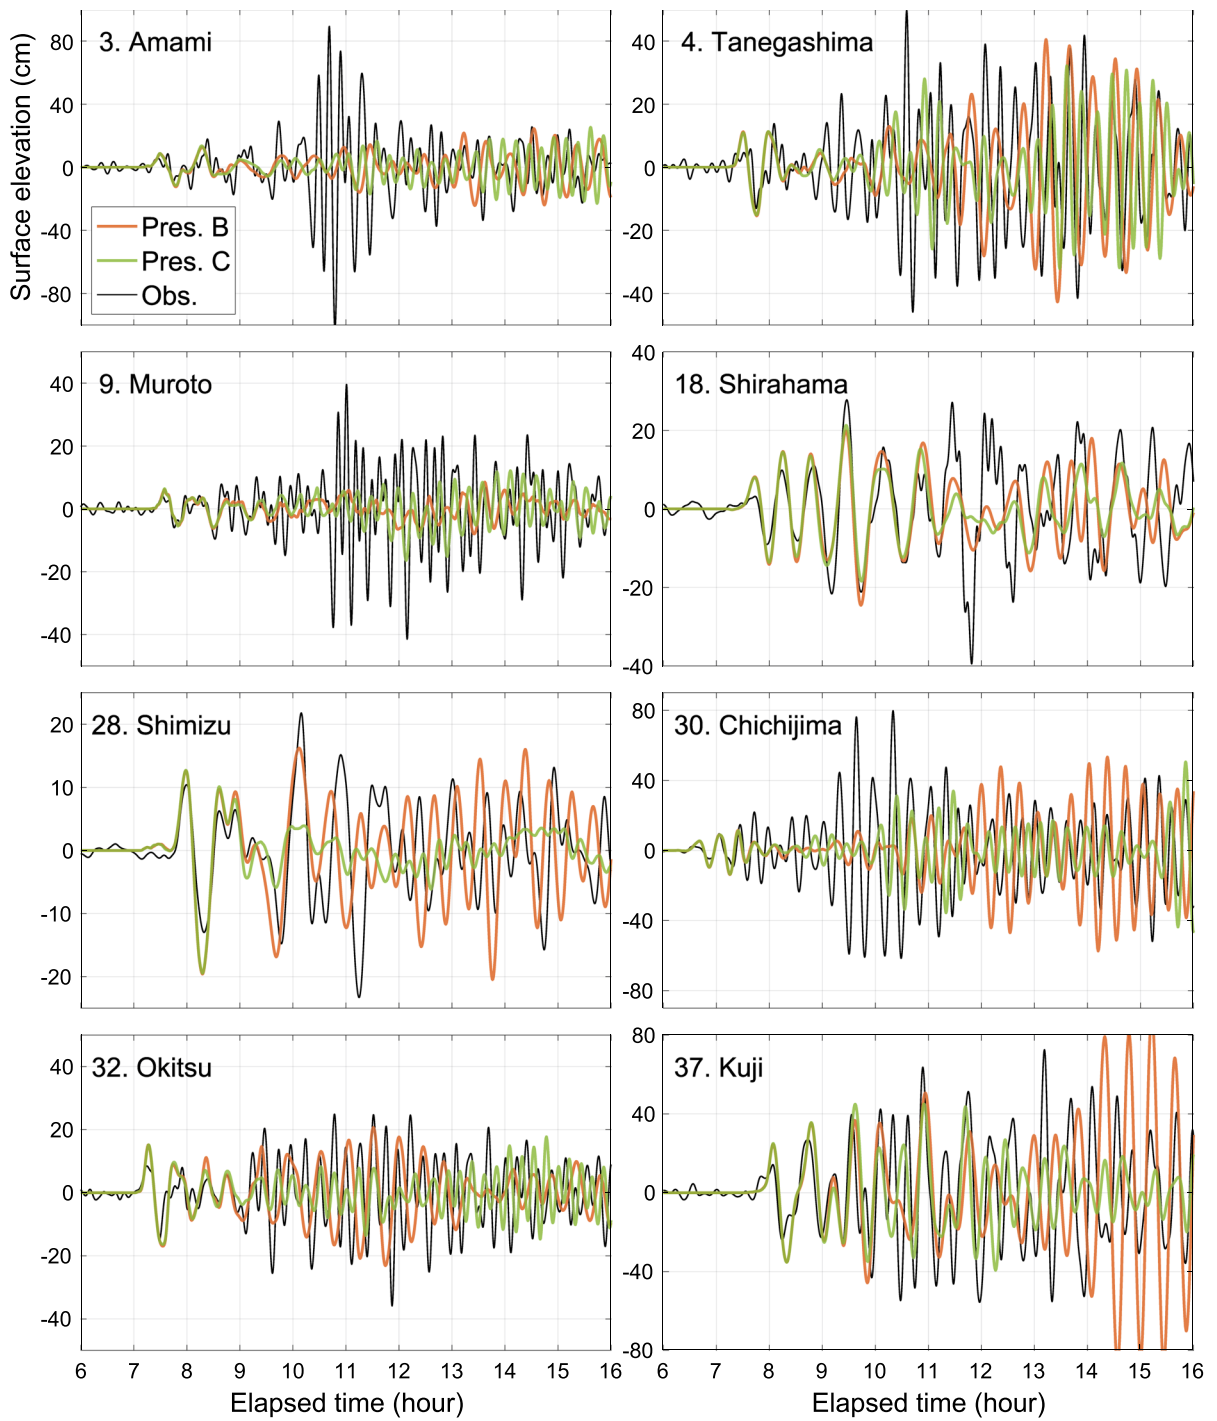 Surface elevation (cm)
3. Amami
80
40
0
-40
-80
Pres. B
Pres. C
Obs.
4. Tanegashima
40
20
0
-20
-40
9. Muroto
40
20
0
-20
-40
18. Shirahama
40
20
0
-20
-40
28. Shimizu
20
10
0
-10
-20
30. Chichijima
80
40
0
-40
-80
32. Okitsu
40
20
0
-20
-40
6 7 8 9 10 11 12 13 14 15 16
Elapsed time (hour)
37. Kuji
80
40
0
-40
-80
6 7 8 9 10 11 12 13 14 15 16
Elapsed time (hour)